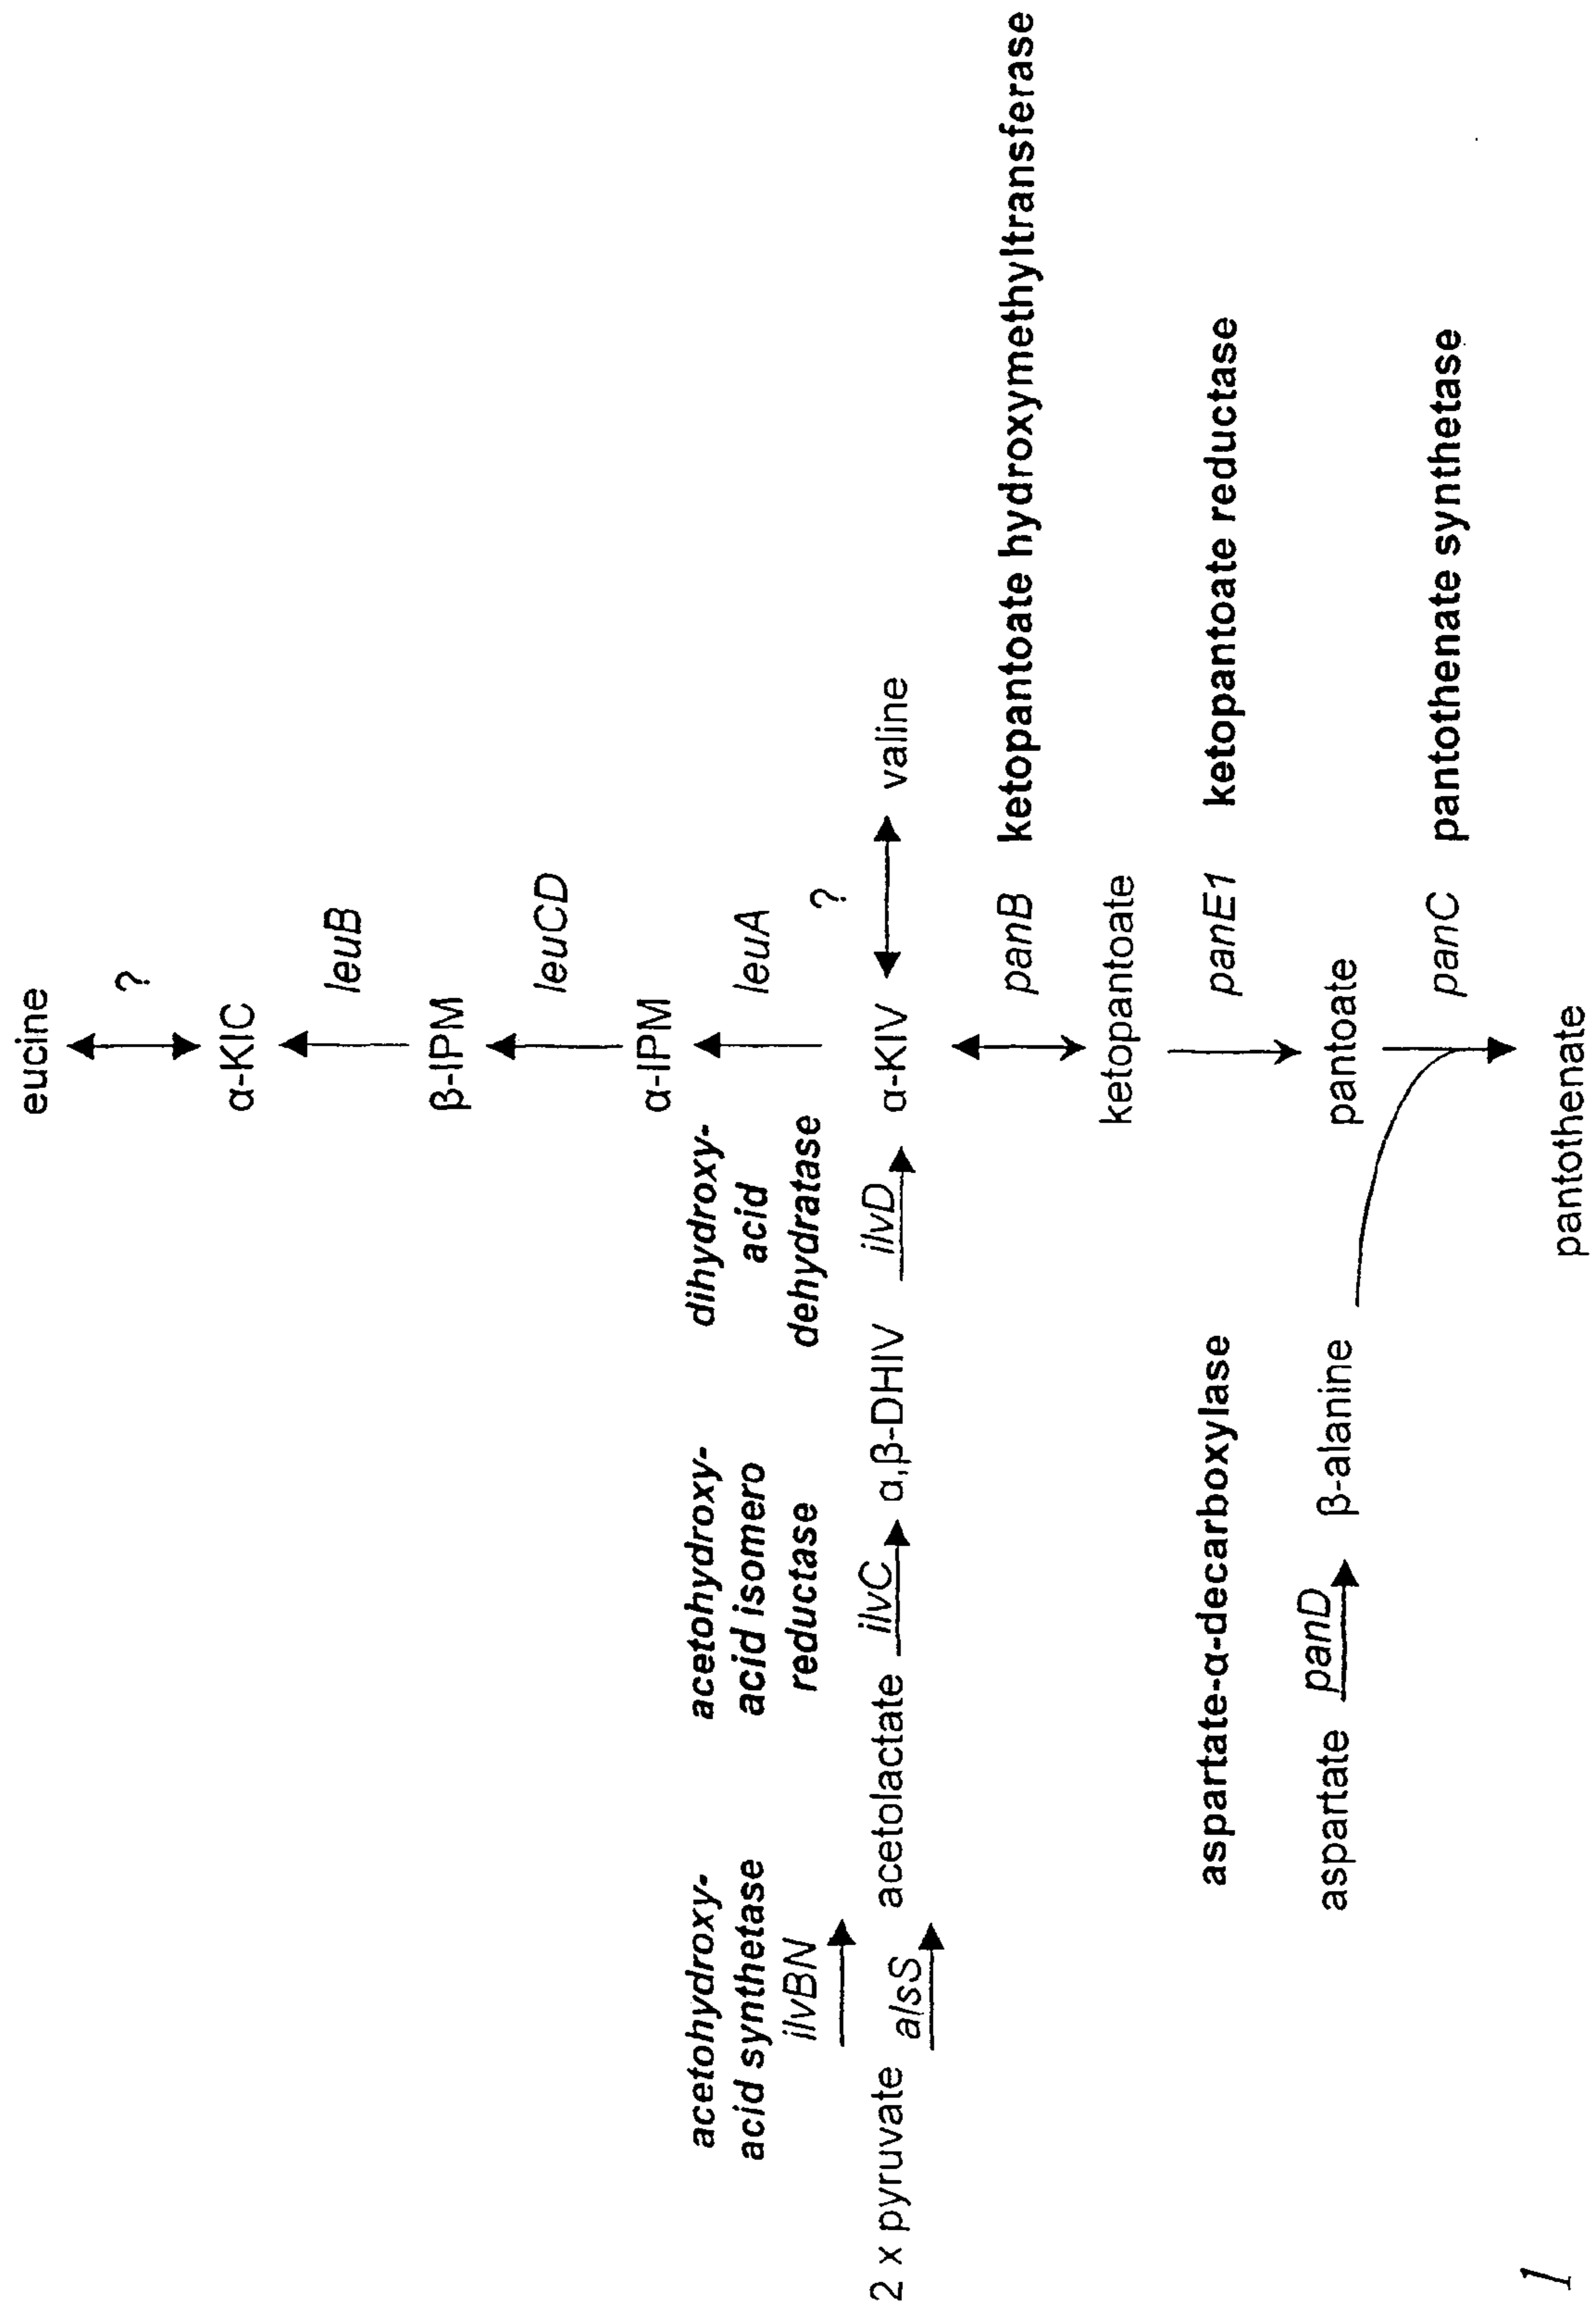 eucine
?
α-KIC
leuB
β-IPM
leuCD
α-IPM
leuA
acetohydroxy-
acid synthetase
ilvBN
acetohydroxy-
acid isomero
reductase
dihydroxy-
acid
dehydratase
?
2 x pyruvate alsS acetolactate ilvC α,β-DHIV ilvD α-KIV valine
panB ketopantoate hydroxymethyltransferase
ketopantoate
aspartate-α-decarboxylase
panE1 ketopantoate reductase
aspartate panD β-alanine pantoate
panC pantothenate synthetase
pantothenate
1